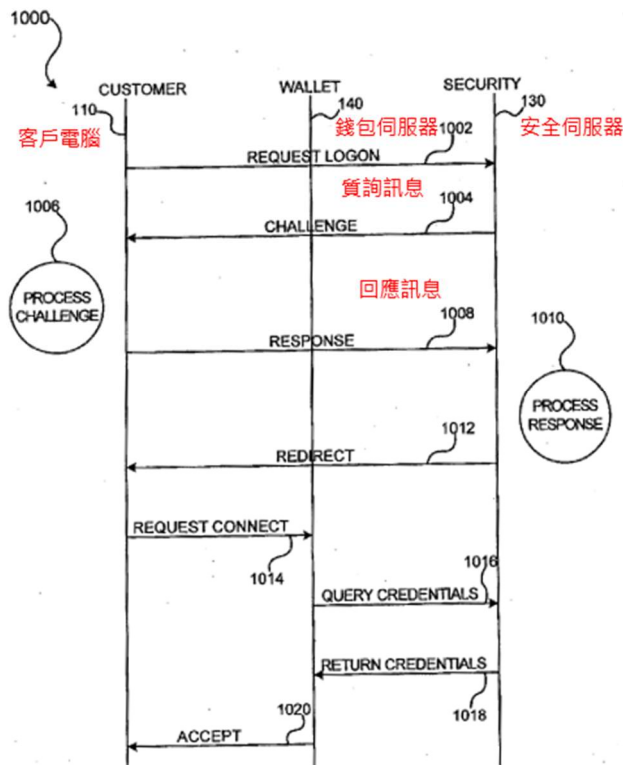 1000
CUSTOMER
WALLET
SECURITY
110
140
130
客戶電腦
錢包伺服器
1002
安全伺服器
REQUEST LOGON
質詢訊息
1004
1006
CHALLENGE
PROCESS
CHALLENGE
回應訊息
1008
RESPONSE
1010
PROCESS
RESPONSE
1012
REDIRECT
REQUEST CONNECT
1014
1016
QUERY CREDENTIALS
RETURN CREDENTIALS
1018
1020
ACCEPT